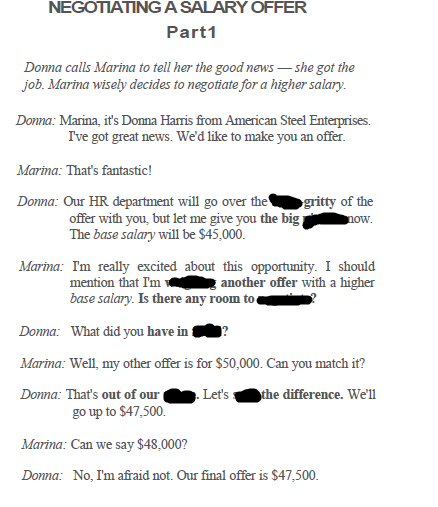 NEGOTIATING A SALARY OFFER
Part1
Donna calls Marina to tell her the good news — she got the
job. Marina wisely decides to negotiate for a higher salary.
Donna: Marina, it's Donna Harris from American Steel Enterprises.
I've got great news. We'd like to make you an offer.
Marina: That's fantastic!
Donna: Our HR department will go over the gritty of the
offer with you, but let me give you the big now.
The base salary will be $45,000.
Marina: I'm really excited about this opportunity. I should
mention that I'm another offer with a higher
base salary. Is there any room to ?
Donna: What did you have in ?
Marina: Well, my other offer is for $50,000. Can you match it?
Donna: That's out of our . Let's the difference. We'll
go up to $47,500.
Marina: Can we say $48,000?
Donna: No, I'm afraid not. Our final offer is $47,500.